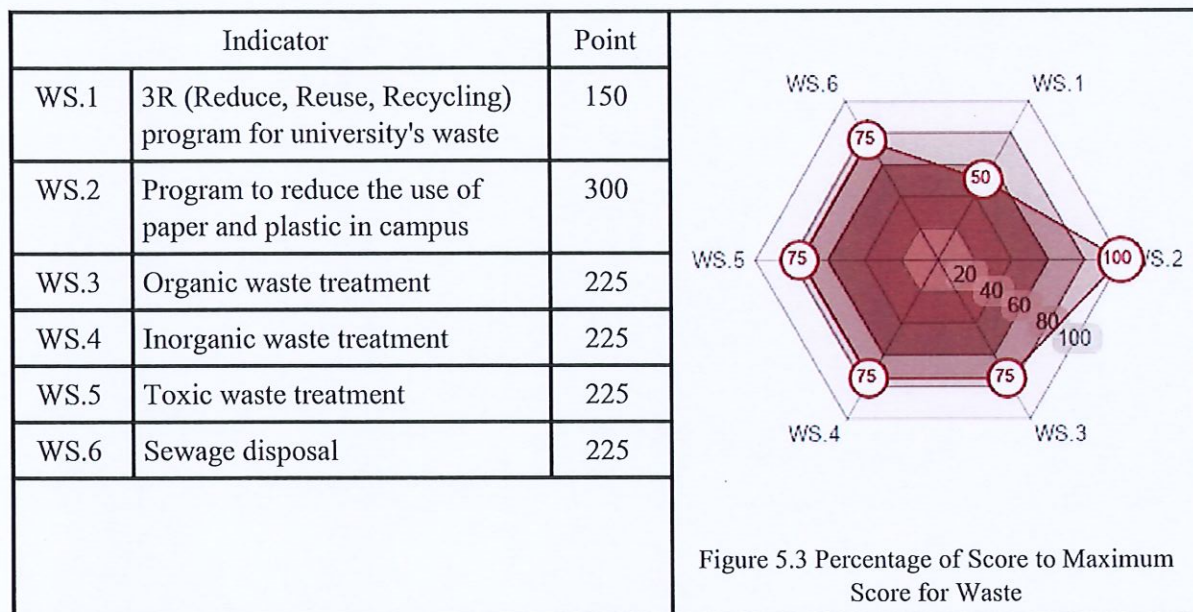 Indicator Point
WS.1 3R (Reduce, Reuse, Recycling) 150
program for university's waste
WS.2 Program to reduce the use of 300
paper and plastic in campus
WS.3 Organic waste treatment 225
WS.4 Inorganic waste treatment 225
WS.5 Toxic waste treatment 225
WS.6 Sewage disposal 225
WS.6 WS.1
75
50
WS.5 75 100 WS.2
20
40
60
80
100
75 75
WS.4 WS.3
Figure 5.3 Percentage of Score to Maximum
Score for Waste